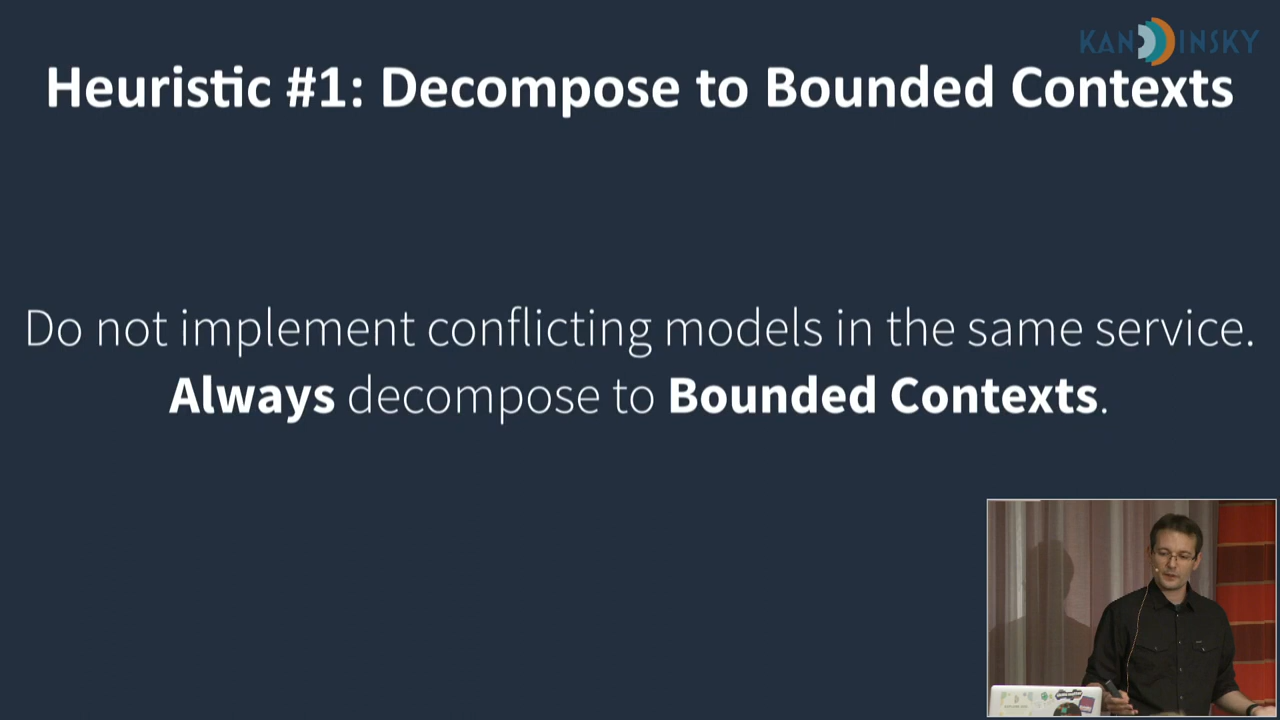 KANDDINSKY
Heuristic #1: Decompose to Bounded Contexts
Do not implement conflicting models in the same service.
Always decompose to Bounded Contexts.